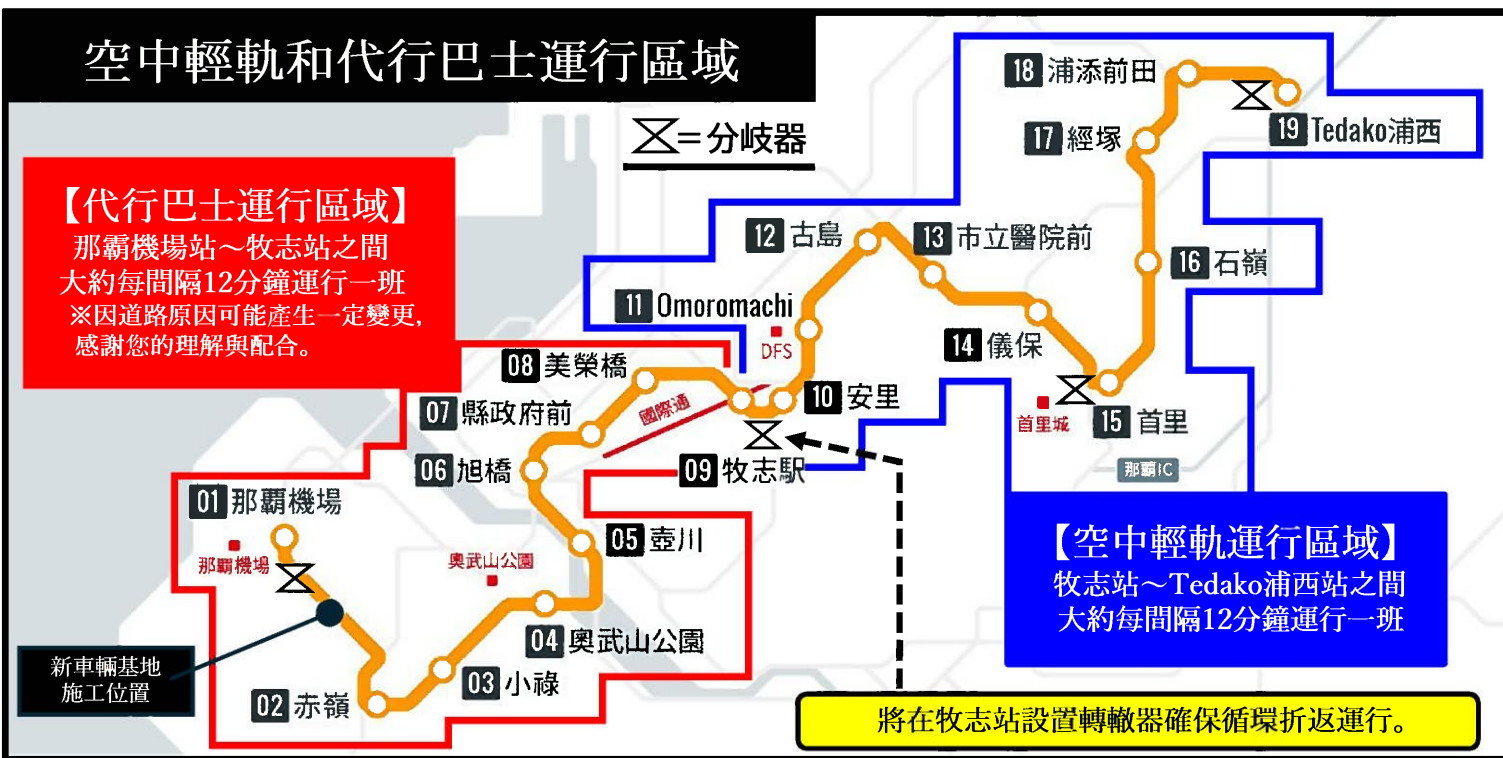 空中輕軌和代行巴士運行區域
=分岐器
【代行巴士運行區域】
那霸機場站～牧志站之間
大約每間隔12分鐘運行一班
※因道路原因可能產生一定變更,
感謝您的理解與配合。
18 浦添前田
19 Tedako浦西
17 經塚
12 古島
13 市立醫院前
16 石嶺
11 Omoromachi
DFS
14 儀保
08 美榮橋
10 安里
07 縣政府前
國際通
首里城
15 首里
06 旭橋
09 牧志駅
那霸IC
01 那霸機場
那霸機場
05 壺川
奧武山公園
04 奧武山公園
03 小祿
02 赤嶺
新車輛基地
施工位置
【空中輕軌運行區域】
牧志站～Tedako浦西站之間
大約每間隔12分鐘運行一班
將在牧志站設置轉轍器確保循環折返運行。